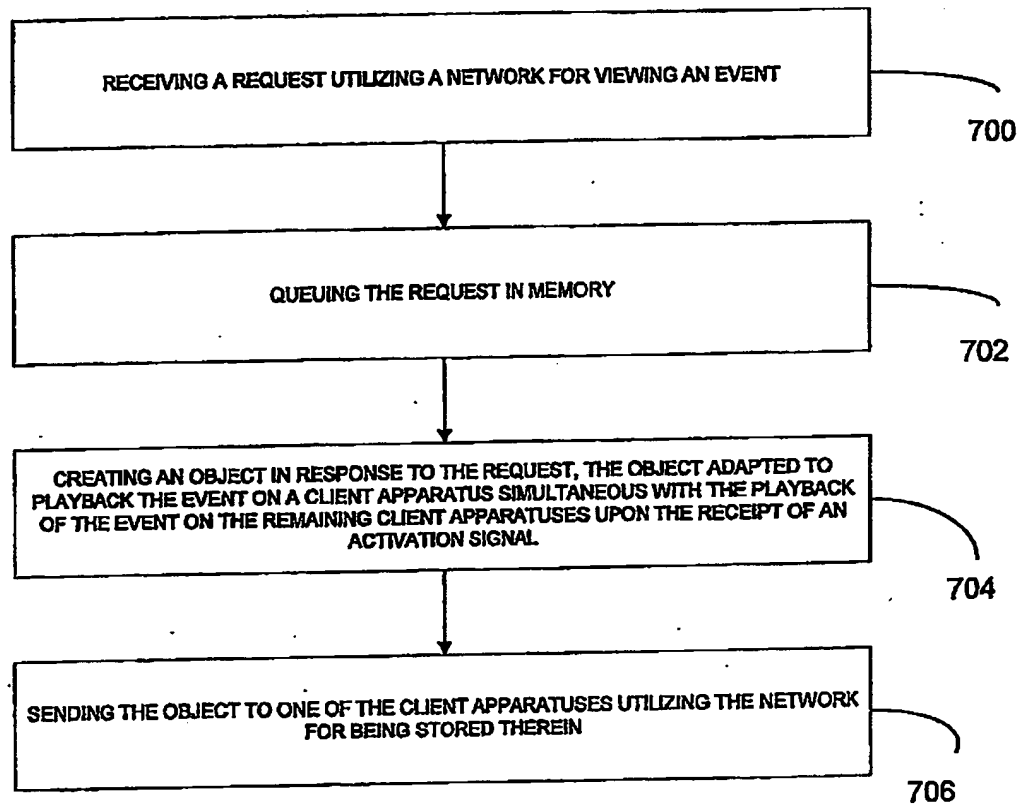 RECEIVING A REQUEST UTILIZING A NETWORK FOR VIEWING AN EVENT
700
QUEUING THE REQUEST IN MEMORY
702
CREATING AN OBJECT IN RESPONSE TO THE REQUEST, THE OBJECT ADAPTED TO
PLAYBACK THE EVENT ON A CLIENT APPARATUS SIMULTANEOUS WITH THE PLAYBACK
OF THE EVENT ON THE REMAINING CLIENT APPARATUSES UPON THE RECEIPT OF AN
ACTIVATION SIGNAL
704
SENDING THE OBJECT TO ONE OF THE CLIENT APPARATUSES UTILIZING THE NETWORK
FOR BEING STORED THEREIN
706